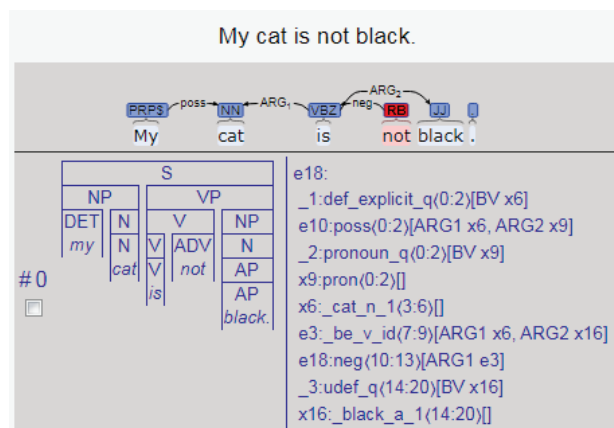 My cat is not black.
ARG₂
poss ARG₁ neg
PRP$ NN VBZ RB JJ .
My cat is not black .
S
NP VP
DET N V NP
my N V ADV N
cat V not AP
is AP
black.
#0
e18:
_1:def_explicit_q⟨0:2⟩[BV x6]
e10:poss⟨0:2⟩[ARG1 x6, ARG2 x9]
_2:pronoun_q⟨0:2⟩[BV x9]
x9:pron⟨0:2⟩[]
x6:_cat_n_1⟨3:6⟩[]
e3:_be_v_id⟨7:9⟩[ARG1 x6, ARG2 x16]
e18:neg⟨10:13⟩[ARG1 e3]
_3:udef_q⟨14:20⟩[BV x16]
x16:_black_a_1⟨14:20⟩[]